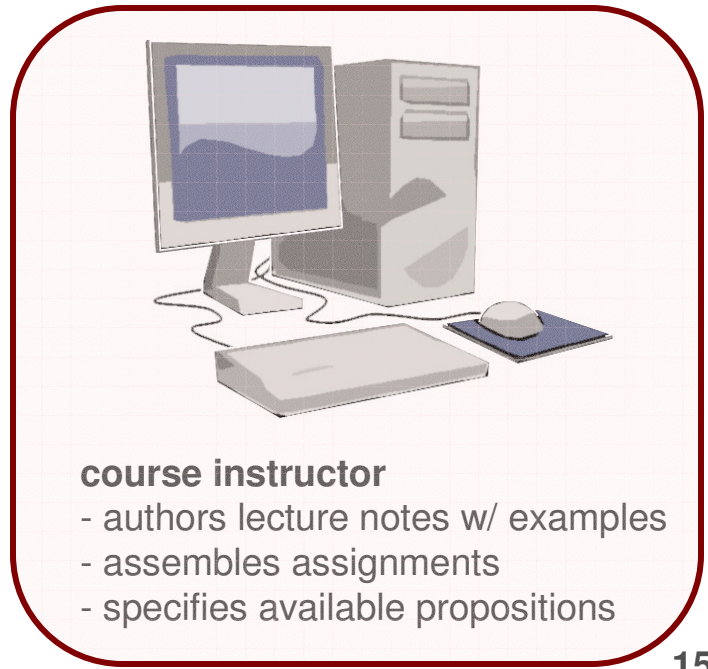 course instructor
- authors lecture notes w/ examples
- assembles assignments
- specifies available propositions
15